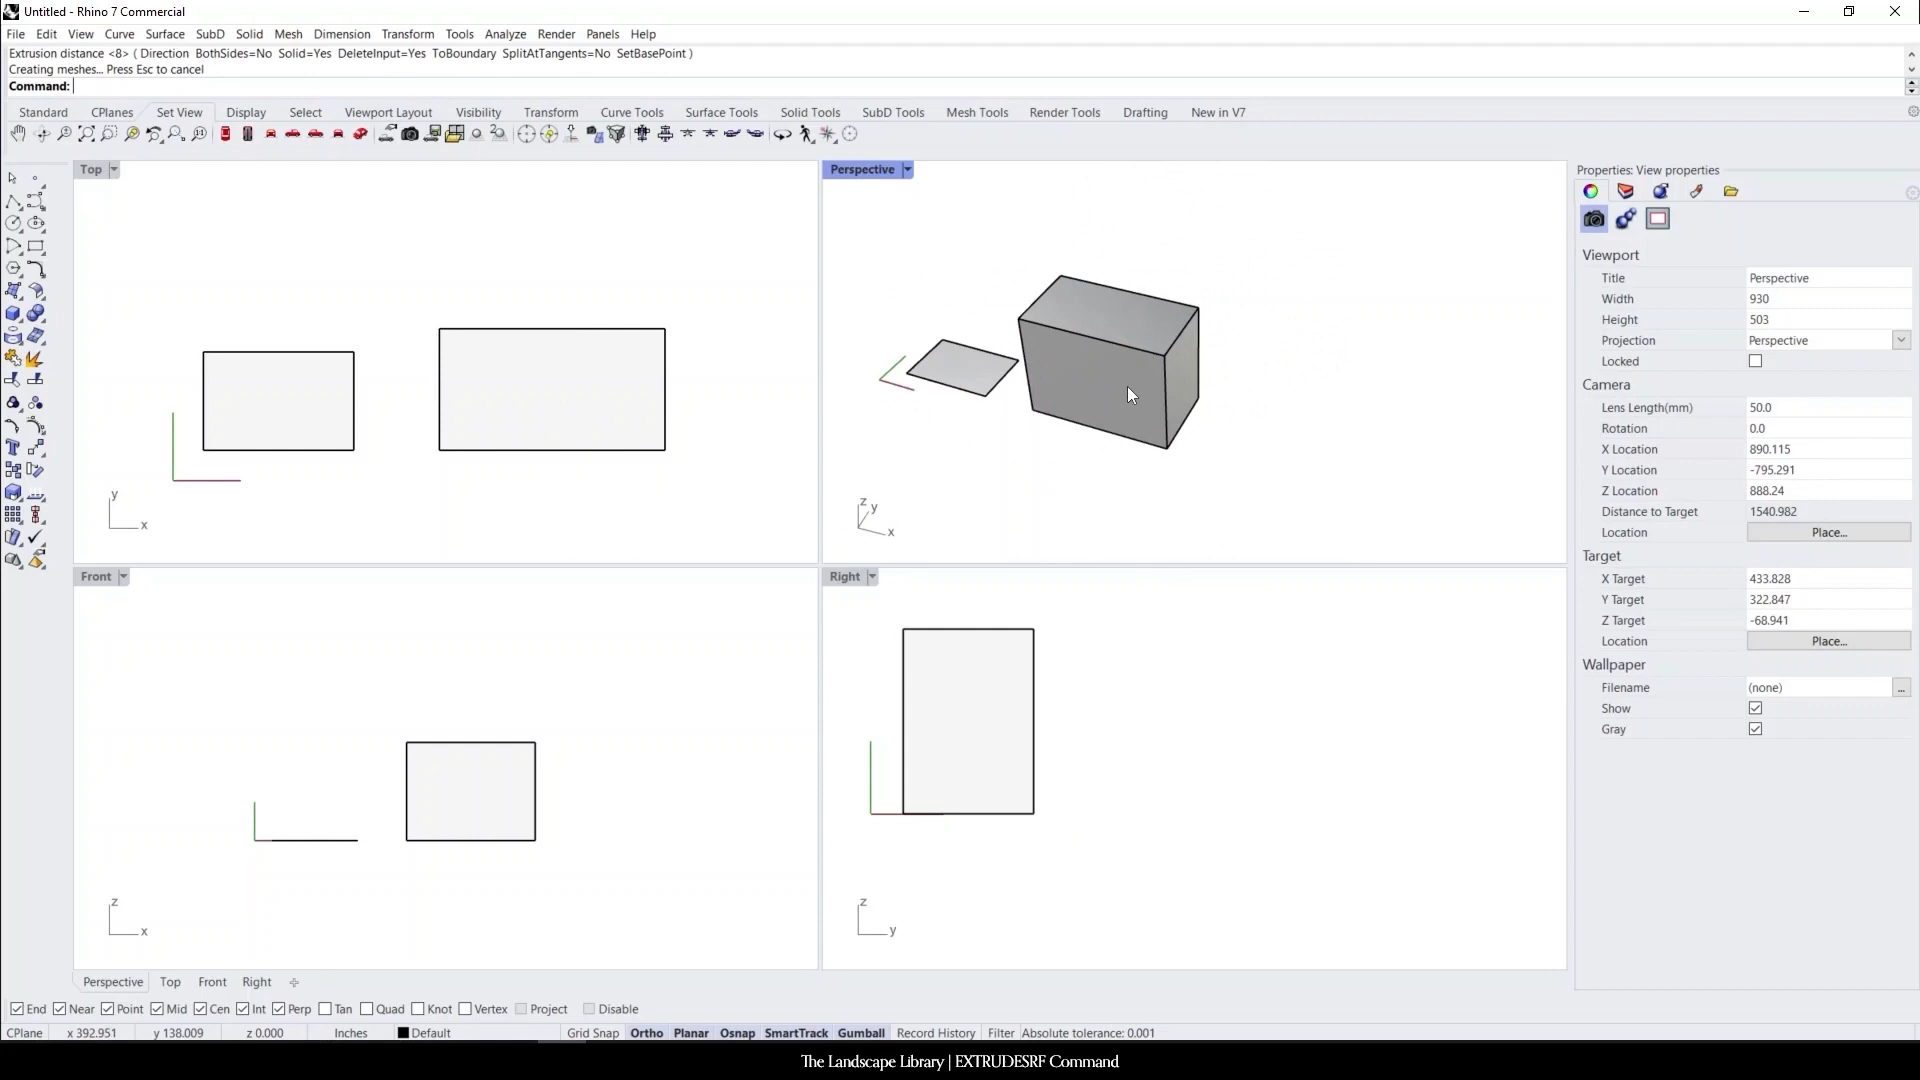 Untitled - Rhino 7 Commercial
File Edit View Curve Surface SubD Solid Mesh Dimension Transform Tools Analyze Render Panels Help
Extrusion distance <8> ( Direction BothSides=No Solid=Yes DeleteInput=Yes ToBoundary SplitAtTangents=No SetBasePoint )
Creating meshes... Press Esc to cancel
Command:
Standard CPlanes Set View Display Select Viewport Layout Visibility Transform Curve Tools Surface Tools Solid Tools SubD Tools Mesh Tools Render Tools Drafting New in V7
Top
y
x
Perspective
z
y
x
Front
z
x
Right
z
y
Properties: View properties
Viewport
Title Perspective
Width 930
Height 503
Projection Perspective
Locked
Camera
Lens Length(mm) 50.0
Rotation 0.0
X Location 890.115
Y Location -795.291
Z Location 888.24
Distance to Target 1540.982
Location Place...
Target
X Target 433.828
Y Target 322.847
Z Target -68.941
Location Place...
Wallpaper
Filename (none) ...
Show
Gray
Perspective Top Front Right
End Near Point Mid Cen Int Perp Tan Quad Knot Vertex Project Disable
CPlane x 392.951 y 138.009 z 0.000 Inches Default Grid Snap Ortho Planar Osnap SmartTrack Gumball Record History Filter Absolute tolerance: 0.001
The Landscape Library | EXTRUDESRF Command